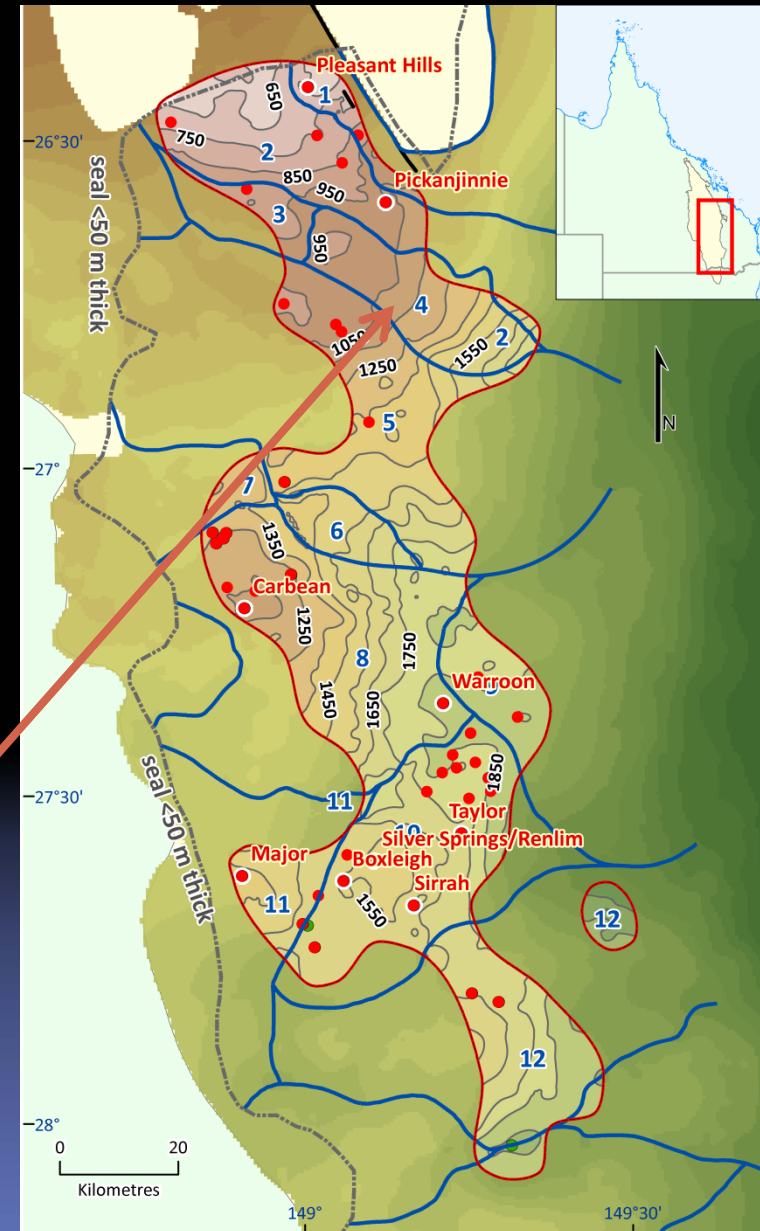 Pleasant Hills
650
1
26°30'
750
2
850
950
Pickanjinnie
3
950
seal <50 m thick
4
1050
2
1550
1250
N
5
27°
7
6
1350
Carbean
1250
8
1750
Warroon
9
1450
1650
1850
27°30'
11
Taylor
10
Silver Springs/Renlim
Major
Boxleigh
Sirrah
seal <50 m thick
11
1550
12
12
28°
0 20
Kilometres
149°
149°30'